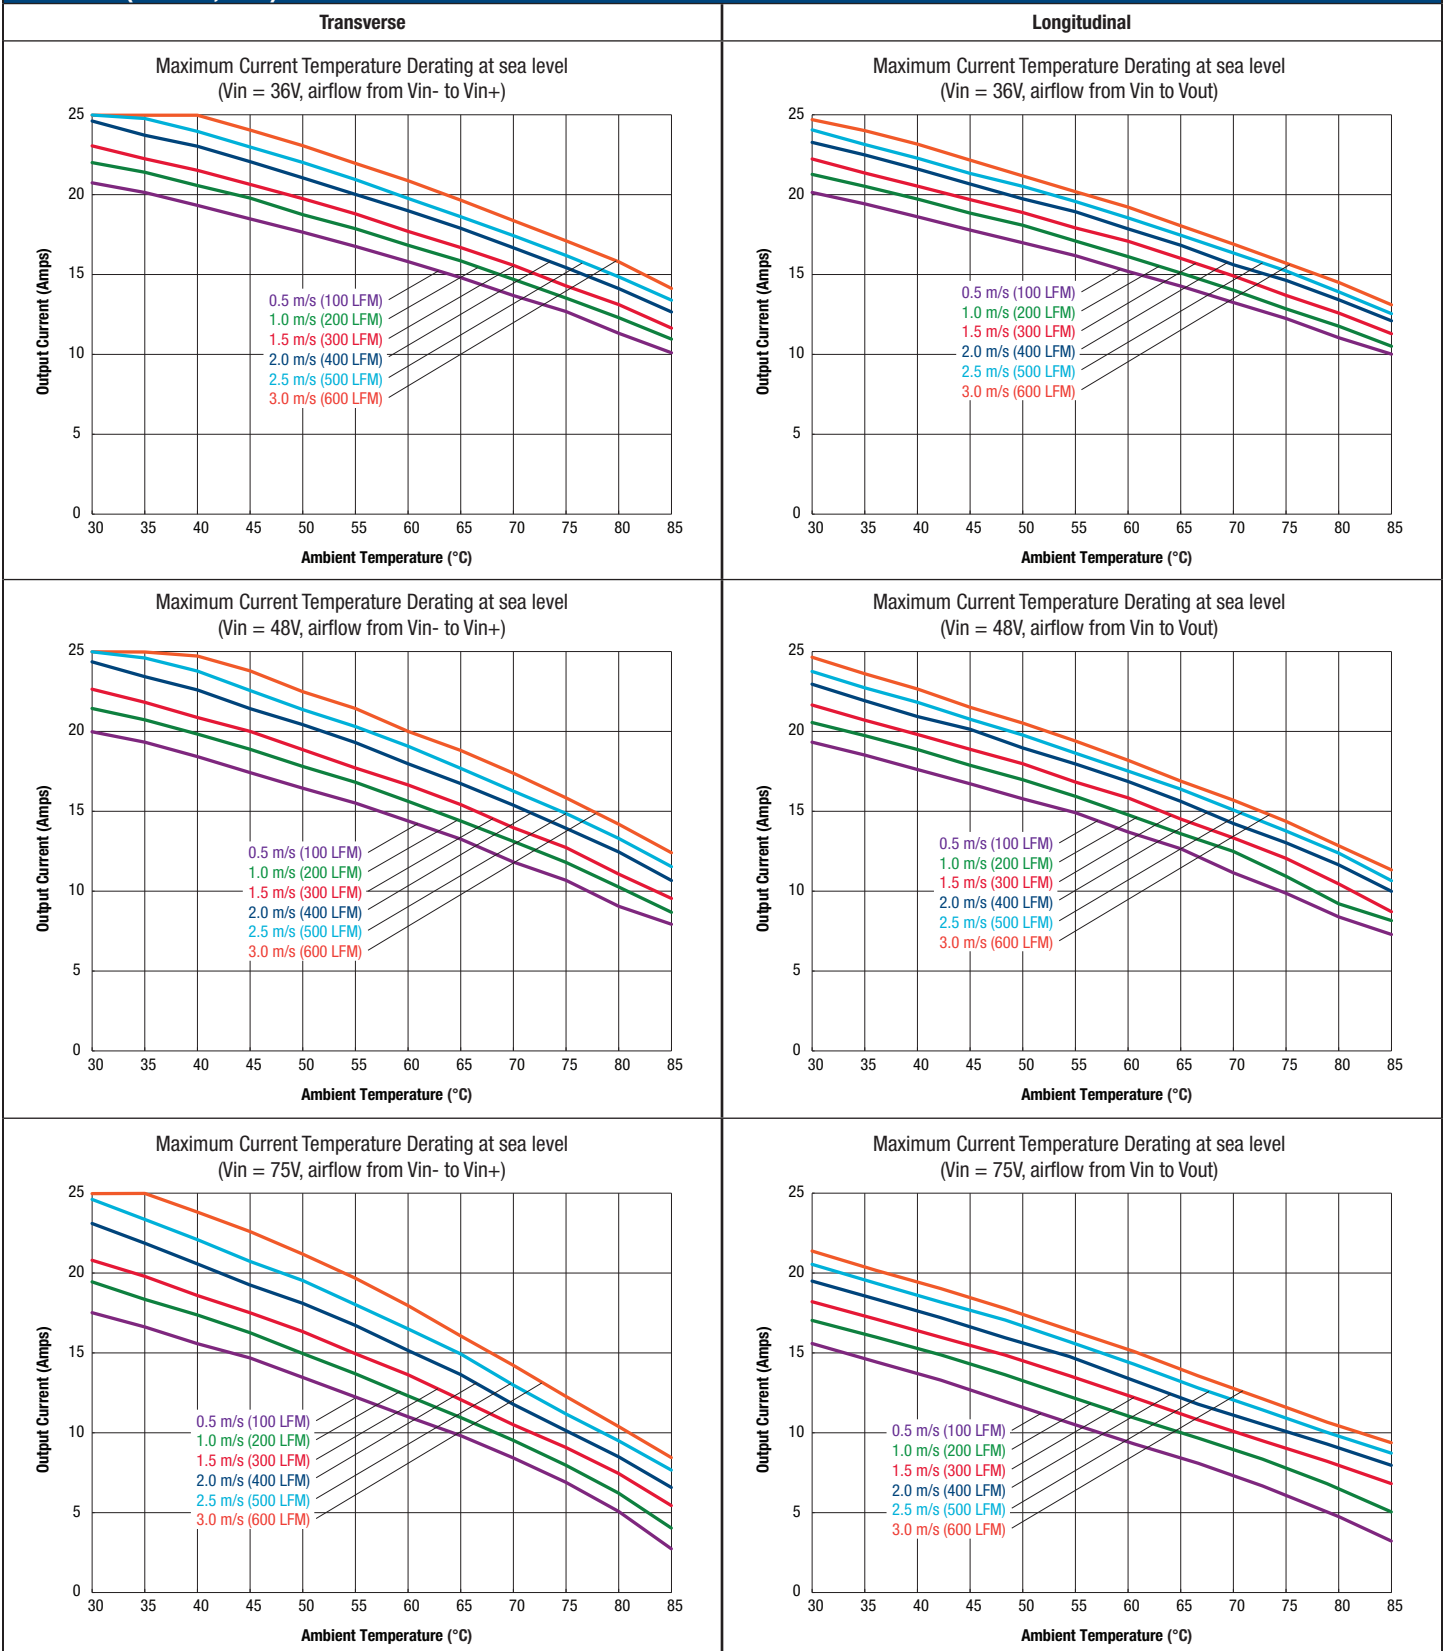 Transverse
Longitudinal
Maximum Current Temperature Derating at sea level
(Vin = 36V, airflow from Vin- to Vin+)
25
20
15
10
5
0
Output Current (Amps)
0.5 m/s (100 LFM)
1.0 m/s (200 LFM)
1.5 m/s (300 LFM)
2.0 m/s (400 LFM)
2.5 m/s (500 LFM)
3.0 m/s (600 LFM)
30 35 40 45 50 55 60 65 70 75 80 85
Ambient Temperature (°C)
Maximum Current Temperature Derating at sea level
(Vin = 36V, airflow from Vin to Vout)
25
20
15
10
5
0
Output Current (Amps)
0.5 m/s (100 LFM)
1.0 m/s (200 LFM)
1.5 m/s (300 LFM)
2.0 m/s (400 LFM)
2.5 m/s (500 LFM)
3.0 m/s (600 LFM)
30 35 40 45 50 55 60 65 70 75 80 85
Ambient Temperature (°C)
Maximum Current Temperature Derating at sea level
(Vin = 48V, airflow from Vin- to Vin+)
25
20
15
10
5
0
Output Current (Amps)
0.5 m/s (100 LFM)
1.0 m/s (200 LFM)
1.5 m/s (300 LFM)
2.0 m/s (400 LFM)
2.5 m/s (500 LFM)
3.0 m/s (600 LFM)
30 35 40 45 50 55 60 65 70 75 80 85
Ambient Temperature (°C)
Maximum Current Temperature Derating at sea level
(Vin = 48V, airflow from Vin to Vout)
25
20
15
10
5
0
Output Current (Amps)
0.5 m/s (100 LFM)
1.0 m/s (200 LFM)
1.5 m/s (300 LFM)
2.0 m/s (400 LFM)
2.5 m/s (500 LFM)
3.0 m/s (600 LFM)
30 35 40 45 50 55 60 65 70 75 80 85
Ambient Temperature (°C)
Maximum Current Temperature Derating at sea level
(Vin = 75V, airflow from Vin- to Vin+)
25
20
15
10
5
0
Output Current (Amps)
0.5 m/s (100 LFM)
1.0 m/s (200 LFM)
1.5 m/s (300 LFM)
2.0 m/s (400 LFM)
2.5 m/s (500 LFM)
3.0 m/s (600 LFM)
30 35 40 45 50 55 60 65 70 75 80 85
Ambient Temperature (°C)
Maximum Current Temperature Derating at sea level
(Vin = 75V, airflow from Vin to Vout)
25
20
15
10
5
0
Output Current (Amps)
0.5 m/s (100 LFM)
1.0 m/s (200 LFM)
1.5 m/s (300 LFM)
2.0 m/s (400 LFM)
2.5 m/s (500 LFM)
3.0 m/s (600 LFM)
30 35 40 45 50 55 60 65 70 75 80 85
Ambient Temperature (°C)